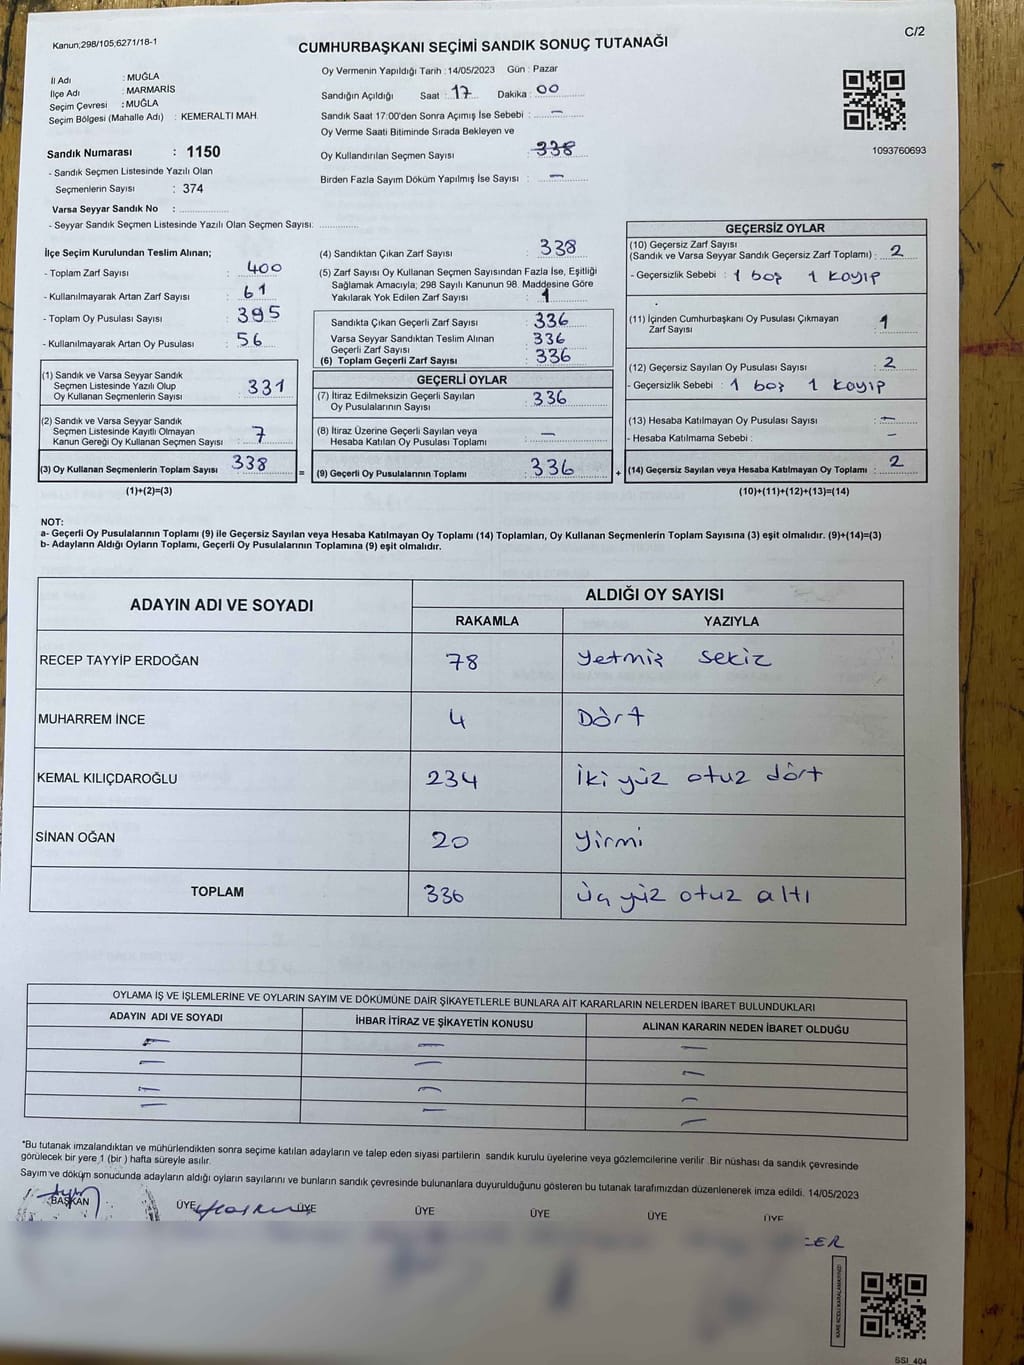 Kanun;298/105;6271/18-1
C/2
CUMHURBAŞKANI SEÇİMİ SANDIK SONUÇ TUTANAĞI
İl Adı : MUĞLA
İlçe Adı : MARMARİS
Seçim Çevresi : MUĞLA
Seçim Bölgesi (Mahalle Adı) : KEMERALTI MAH.
Sandık Numarası : 1150
- Sandık Seçmen Listesinde Yazılı Olan
Seçmenlerin Sayısı : 374
Varsa Seyyar Sandık No :
- Seyyar Sandık Seçmen Listesinde Yazılı Olan Seçmen Sayısı:
Oy Vermenin Yapıldığı Tarih : 14/05/2023 Gün : Pazar
Sandığın Açıldığı Saat : 17 Dakika : 00
Sandık Saat 17:00'den Sonra Açımış İse Sebebi : —
Oy Verme Saati Bitiminde Sırada Bekleyen ve
Oy Kullandırılan Seçmen Sayısı : 338
Birden Fazla Sayım Döküm Yapılmış İse Sayısı : —
1093760693
İlçe Seçim Kurulundan Teslim Alınan;
- Toplam Zarf Sayısı : 400
- Kullanılmayarak Artan Zarf Sayısı : 61
- Toplam Oy Pusulası Sayısı : 395
- Kullanılmayarak Artan Oy Pusulası : 56
(1) Sandık ve Varsa Seyyar Sandık
Seçmen Listesinde Yazılı Olup
Oy Kullanan Seçmenlerin Sayısı : 331
(2) Sandık ve Varsa Seyyar Sandık
Seçmen Listesinde Kayıtlı Olmayan
Kanun Gereği Oy Kullanan Seçmen Sayısı : 7
(3) Oy Kullanan Seçmenlerin Toplam Sayısı : 338
(1)+(2)=(3)
(4) Sandıktan Çıkan Zarf Sayısı : 338
(5) Zarf Sayısı Oy Kullanan Seçmen Sayısından Fazla İse, Eşitliği
Sağlamak Amacıyla; 298 Sayılı Kanunun 98. Maddesine Göre
Yakılarak Yok Edilen Zarf Sayısı : 1
Sandıkta Çıkan Geçerli Zarf Sayısı : 336
Varsa Seyyar Sandıktan Teslim Alınan
Geçerli Zarf Sayısı : 336
(6) Toplam Geçerli Zarf Sayısı : 336
GEÇERLİ OYLAR
(7) İtiraz Edilmeksizin Geçerli Sayılan
Oy Pusulalarının Sayısı : 336
(8) İtiraz Üzerine Geçerli Sayılan veya
Hesaba Katılan Oy Pusulası Toplamı : —
= (9) Geçerli Oy Pusulalarının Toplamı : 336
GEÇERSİZ OYLAR
(10) Geçersiz Zarf Sayısı
(Sandık ve Varsa Seyyar Sandık Geçersiz Zarf Toplamı) : 2
- Geçersizlik Sebebi : 1 boş 1 kayıp
(11) İçinden Cumhurbaşkanı Oy Pusulası Çıkmayan
Zarf Sayısı : 1
(12) Geçersiz Sayılan Oy Pusulası Sayısı : 2
- Geçersizlik Sebebi : 1 boş 1 kayıp
(13) Hesaba Katılmayan Oy Pusulası Sayısı : —
- Hesaba Katılmama Sebebi : —
+ (14) Geçersiz Sayılan veya Hesaba Katılmayan Oy Toplamı : 2
(10)+(11)+(12)+(13)=(14)
NOT:
a- Geçerli Oy Pusulalarının Toplamı (9) ile Geçersiz Sayılan veya Hesaba Katılmayan Oy Toplamı (14) Toplamları, Oy Kullanan Seçmenlerin Toplam Sayısına (3) eşit olmalıdır. (9)+(14)=(3)
b- Adayların Aldığı Oyların Toplamı, Geçerli Oy Pusulalarının Toplamına (9) eşit olmalıdır.
ADAYIN ADI VE SOYADI
ALDIĞI OY SAYISI
RAKAMLA YAZIYLA
RECEP TAYYİP ERDOĞAN 78 Yetmiş sekiz
MUHARREM İNCE 4 Dört
KEMAL KILIÇDAROĞLU 234 İki yüz otuz dört
SİNAN OĞAN 20 Yirmi
TOPLAM 336 Üç yüz otuz altı
OYLAMA İŞ VE İŞLEMLERİNE VE OYLARIN SAYIM VE DÖKÜMÜNE DAİR ŞİKAYETLERLE BUNLARA AİT KARARLARIN NELERDEN İBARET BULUNDUKLARI
ADAYIN ADI VE SOYADI İHBAR İTİRAZ VE ŞİKAYETİN KONUSU ALINAN KARARIN NEDEN İBARET OLDUĞU
— — —
— — —
— — —
— — —
*Bu tutanak imzalandıktan ve mühürlendikten sonra seçime katılan adayların ve talep eden siyasi partilerin sandık kurulu üyelerine veya gözlemcilerine verilir .Bir nüshası da sandık çevresinde
görülecek bir yere 1 (bir ) hafta süreyle asılır.
Sayım ve döküm sonucunda adayların aldığı oyların sayılarını ve bunların sandık çevresinde bulunanlara duyurulduğunu gösteren bu tutanak tarafımızdan düzenlenerek imza edildi. 14/05/2023
BAŞKAN ÜYE ÜYE ÜYE ÜYE ÜYE ÜYE
KARE KODU KARALAMAYINIZ!
BSI_404